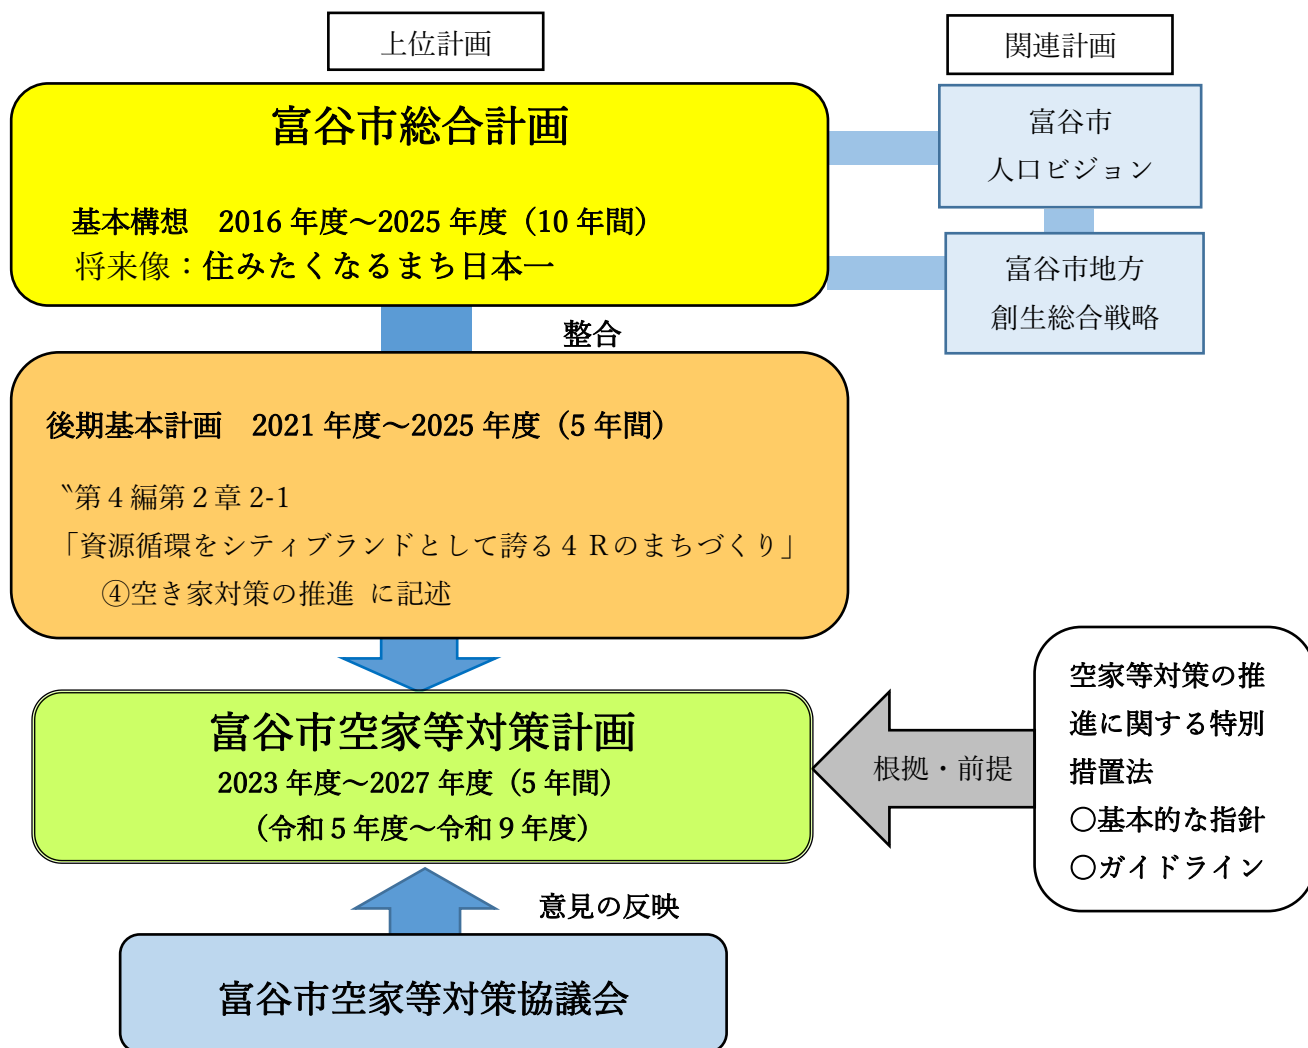 上位計画
関連計画
富谷市総合計画
基本構想　2016 年度～2025 年度（10 年間）
将来像：住みたくなるまち日本一
富谷市
人口ビジョン
富谷市地方
創生総合戦略
整合
後期基本計画　2021 年度～2025 年度（5 年間）
〝第４編第２章 2-1
「資源循環をシティブランドとして誇る４Ｒのまちづくり」
④空き家対策の推進 に記述
富谷市空家等対策計画
2023 年度～2027 年度（5 年間）
（令和５年度～令和９年度）
根拠・前提
空家等対策の推
進に関する特別
措置法
〇基本的な指針
〇ガイドライン
意見の反映
富谷市空家等対策協議会